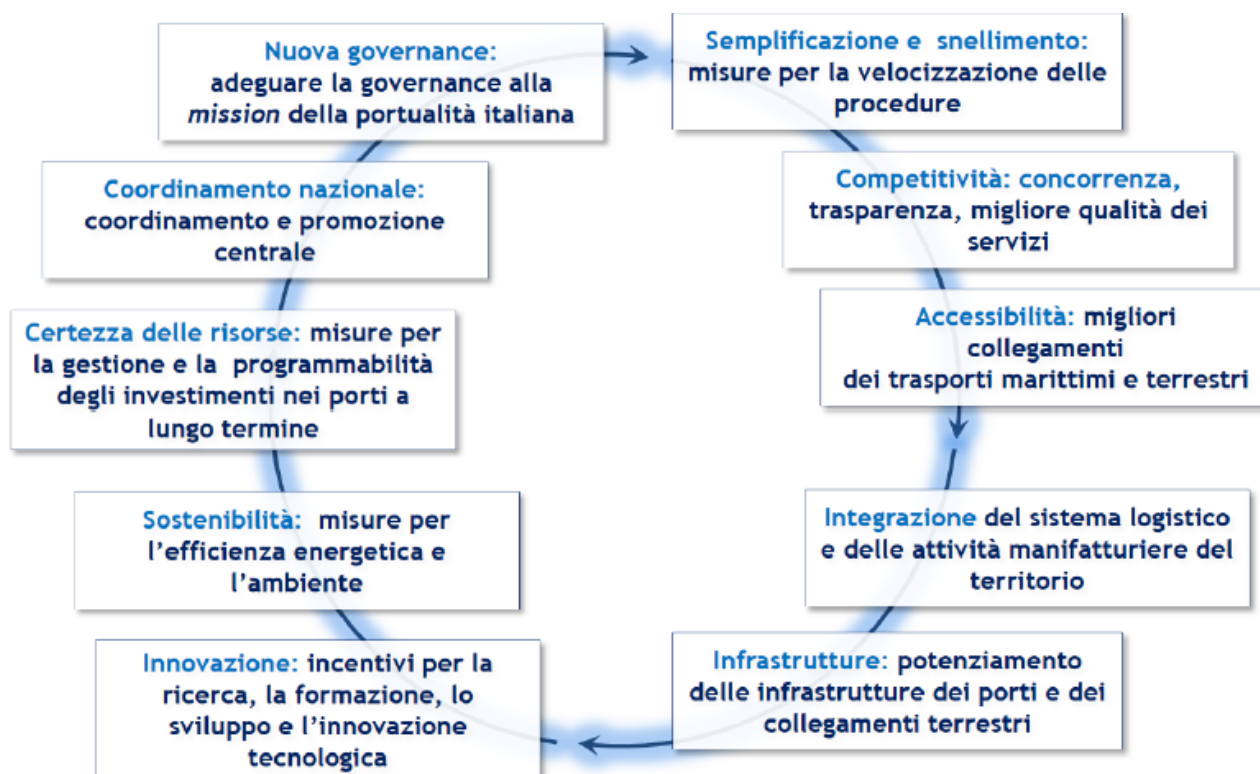 Nuova governance:
adeguare la governance alla
mission della portualità italiana
Semplificazione e snellimento:
misure per la velocizzazione delle
procedure
Competitività: concorrenza,
trasparenza, migliore qualità dei
servizi
Accessibilità: migliori
collegamenti
dei trasporti marittimi e terrestri
Integrazione del sistema logistico
e delle attività manifatturiere del
territorio
Infrastrutture: potenziamento
delle infrastrutture dei porti e dei
collegamenti terrestri
Innovazione: incentivi per la
ricerca, la formazione, lo
sviluppo e l'innovazione
tecnologica
Sostenibilità: misure per
l'efficienza energetica e
l'ambiente
Certezza delle risorse: misure per
la gestione e la programmabilità
degli investimenti nei porti a
lungo termine
Coordinamento nazionale:
coordinamento e promozione
centrale